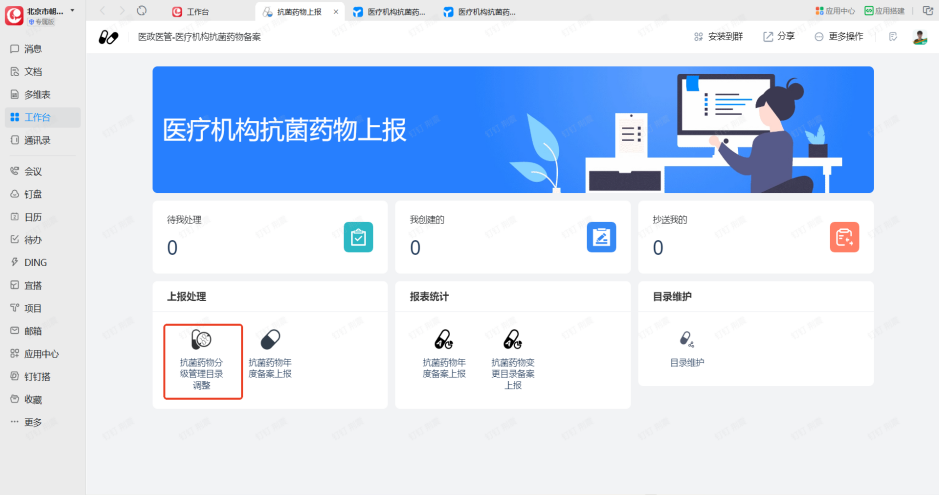 北京市朝...
专属版
工作台
抗菌药物上报
医疗机构抗菌药...
医疗机构抗菌药...
应用中心
应用搭建
医政医管-医疗机构抗菌药物备案
安装到群
分享
更多操作
消息
文档
多维表
工作台
通讯录
会议
钉盘
日历
待办
DING
宜搭
项目
邮箱
应用中心
钉钉搭
收藏
更多
医疗机构抗菌药物上报
待我处理
0
我创建的
0
抄送我的
0
上报处理
抗菌药物分
级管理目录
调整
抗菌药物年
度备案上报
报表统计
抗菌药物年
度备案上报
抗菌药物变
更目录备案
上报
目录维护
目录维护